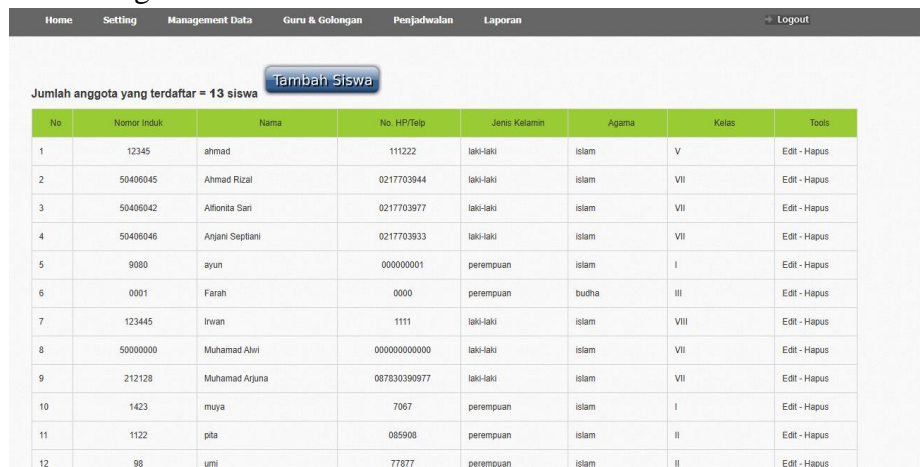 Home Setting Management Data Guru & Golongan Penjadwalan Laporan Logout
Tambah Siswa
Jumlah anggota yang terdaftar = 13 siswa
No Nomor Induk Nama No. HP/Telp Jenis Kelamin Agama Kelas Tools
1 12345 ahmad 111222 laki-laki islam V Edit - Hapus
2 50406045 Ahmad Rizal 0217703944 laki-laki islam VII Edit - Hapus
3 50406042 Alfionita Sari 0217703977 laki-laki islam VII Edit - Hapus
4 50406046 Anjani Septiani 0217703933 laki-laki islam VII Edit - Hapus
5 9080 ayun 000000001 perempuan islam I Edit - Hapus
6 0001 Farah 0000 perempuan budha III Edit - Hapus
7 123445 Irwan 1111 laki-laki islam VIII Edit - Hapus
8 50000000 Muhamad Alwi 000000000000 laki-laki islam VII Edit - Hapus
9 212128 Muhamad Arjuna 087830390977 laki-laki islam VII Edit - Hapus
10 1423 muya 7067 perempuan islam I Edit - Hapus
11 1122 pita 085908 perempuan islam II Edit - Hapus
12 98 umi 77877 perempuan islam II Edit - Hapus